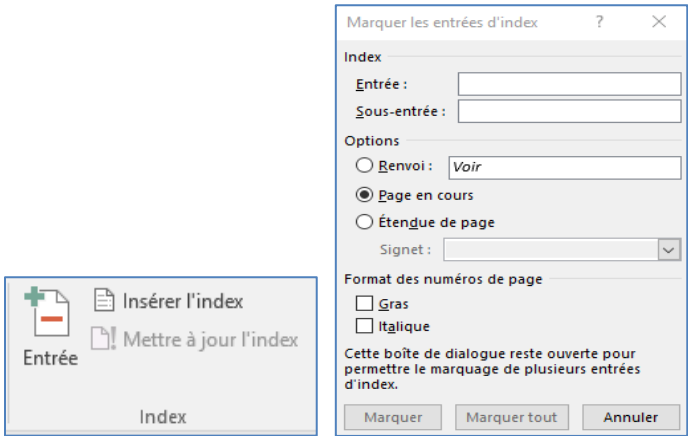 Insérer l'index
Mettre à jour l'index
Entrée
Index
Marquer les entrées d'index ? ×
Index
Entrée :
Sous-entrée :
Options
Renvoi : Voir
Page en cours
Étendue de page
Signet :
Format des numéros de page
Gras
Italique
Cette boîte de dialogue reste ouverte pour
permettre le marquage de plusieurs entrées
d'index.
Marquer Marquer tout Annuler